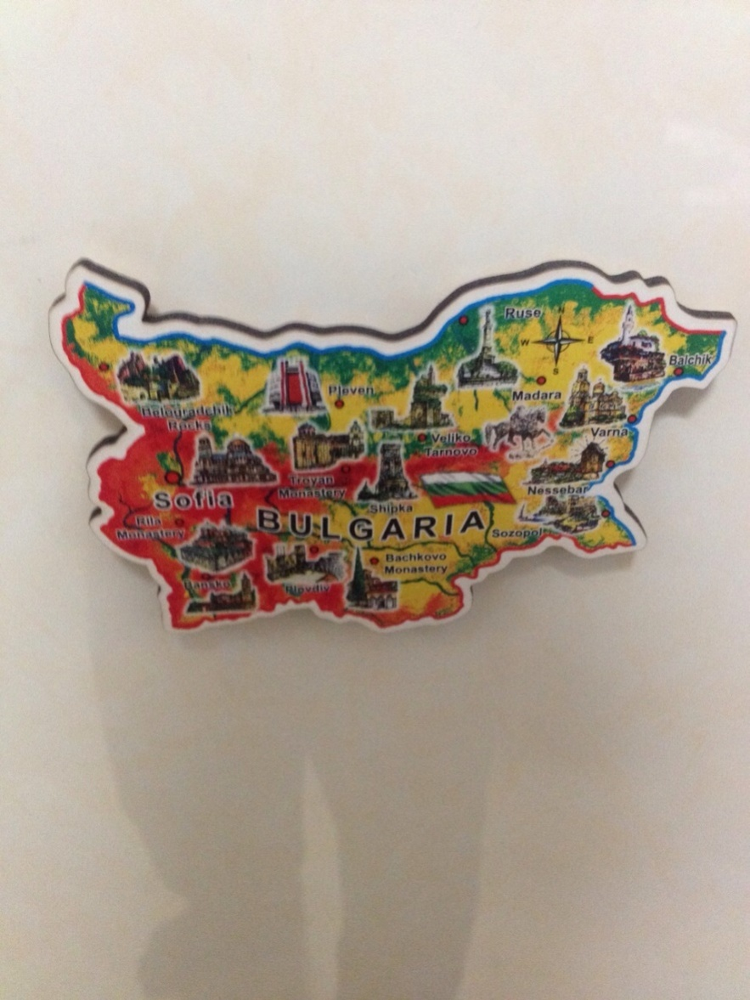 Ruse
N
W
E
S
Balchik
Pleven
Madara
Belogradchik
Rocks
Varna
Veliko
Tarnovo
Troyan
Monastery
Nessebar
Sofia
Shipka
Rila
Monastery
BULGARIA
Sozopol
Bachkovo
Monastery
Bansko
Plovdiv